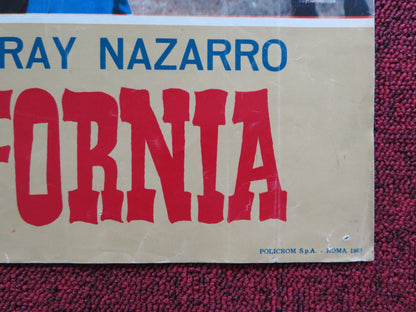 RAY NAZARRO
FORNIA
POLICROM S.p.A. - ROMA 1963